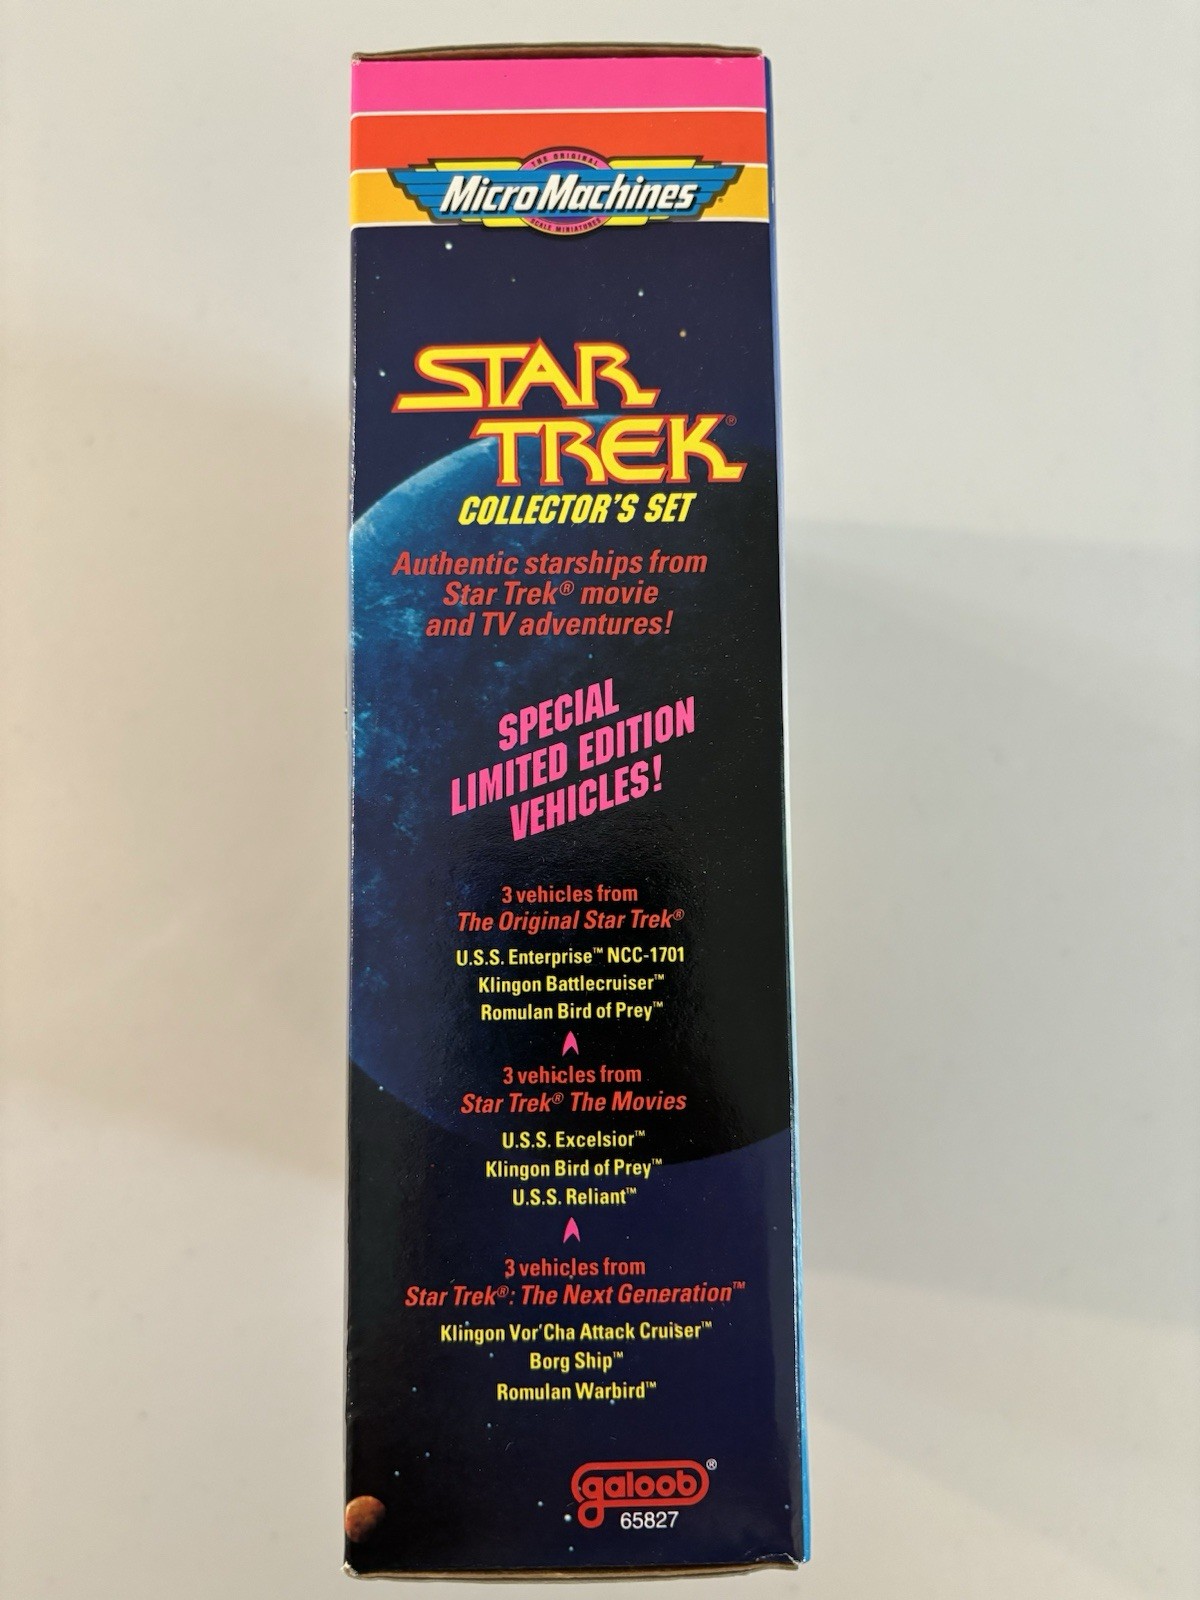 THE ORIGINAL
MicroMachines
SCALE MINIATURES
STAR
TREK®
COLLECTOR'S SET
Authentic starships from
Star Trek® movie
and TV adventures!
SPECIAL
LIMITED EDITION
VEHICLES!
3 vehicles from
The Original Star Trek®
U.S.S. Enterprise™ NCC-1701
Klingon Battlecruiser™
Romulan Bird of Prey™
3 vehicles from
Star Trek® The Movies
U.S.S. Excelsior™
Klingon Bird of Prey™
U.S.S. Reliant™
3 vehicles from
Star Trek®: The Next Generation™
Klingon Vor'Cha Attack Cruiser™
Borg Ship™
Romulan Warbird™
galoob®
65827